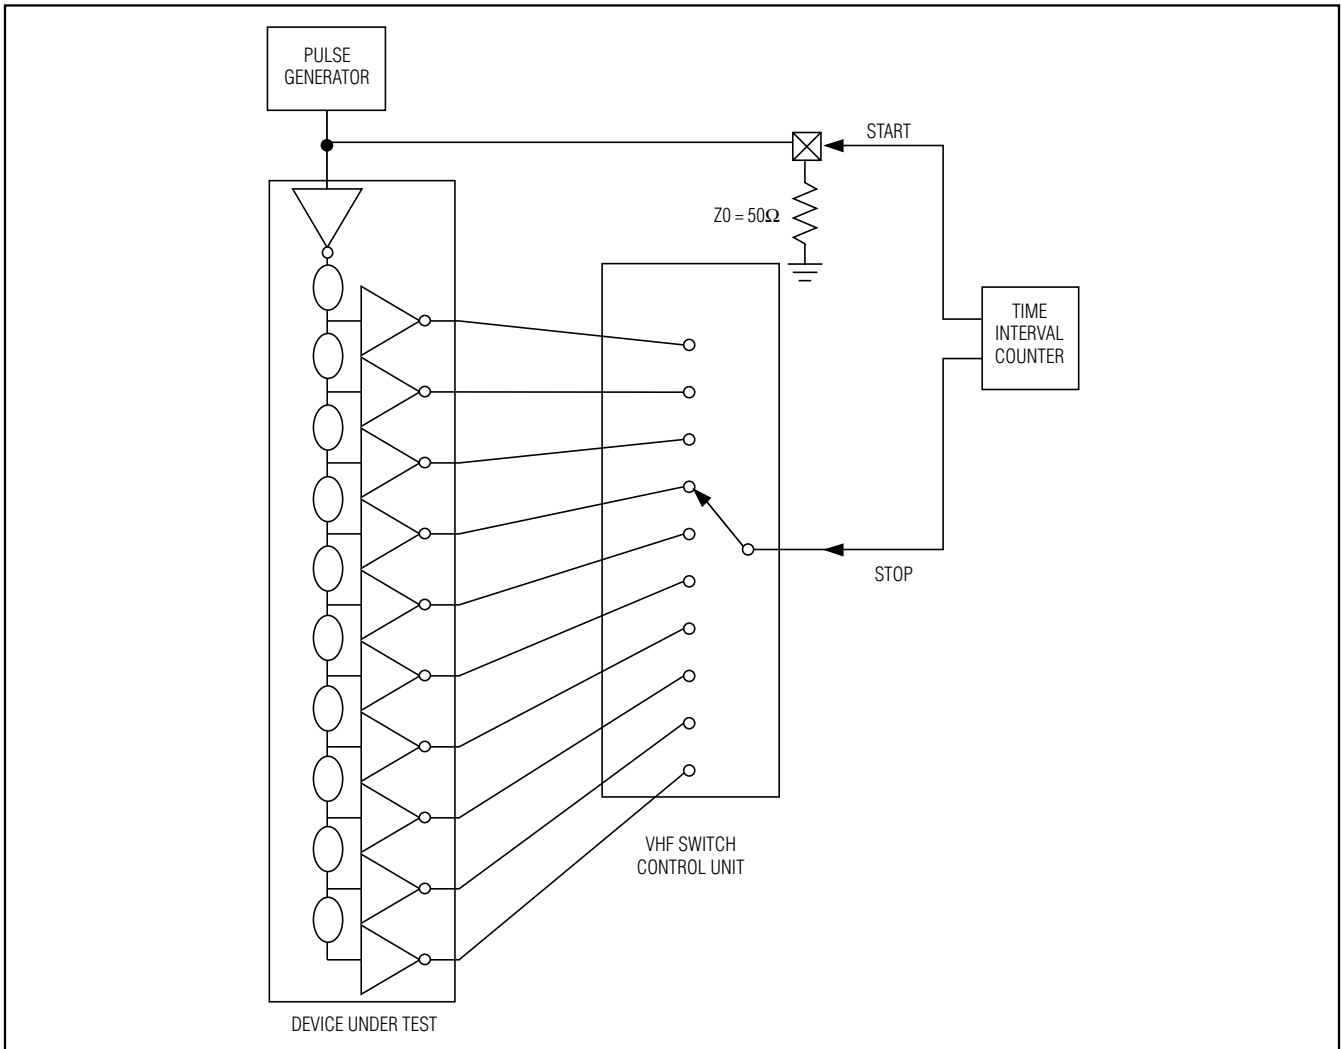 PULSE
GENERATOR
START
Z0 = 50Ω
TIME
INTERVAL
COUNTER
STOP
VHF SWITCH
CONTROL UNIT
DEVICE UNDER TEST